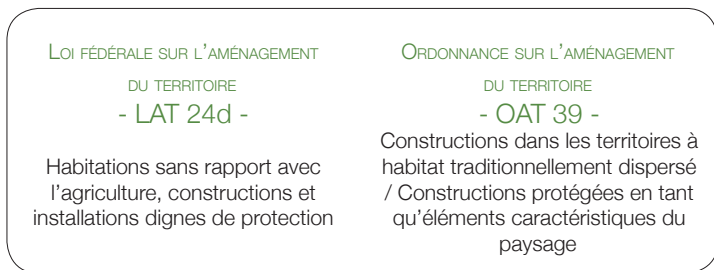 Loi fédérale sur l'aménagement
du territoire
- LAT 24d -
Habitations sans rapport avec
l'agriculture, constructions et
installations dignes de protection
Ordonnance sur l'aménagement
du territoire
- OAT 39 -
Constructions dans les territoires à
habitat traditionnellement dispersé
/ Constructions protégées en tant
qu'éléments caractéristiques du
paysage